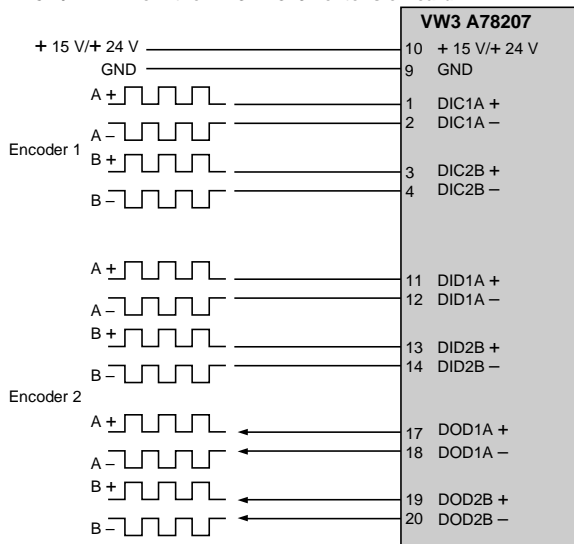 VW3 A78207
+ 15 V/+ 24 V 10 + 15 V/+ 24 V
GND 9 GND
A + 1 DIC1A +
A – 2 DIC1A –
Encoder 1
B + 3 DIC2B +
B – 4 DIC2B –
A + 11 DID1A +
A – 12 DID1A –
B + 13 DID2B +
B – 14 DID2B –
Encoder 2
A + 17 DOD1A +
A – 18 DOD1A –
B + 19 DOD2B +
B – 20 DOD2B –